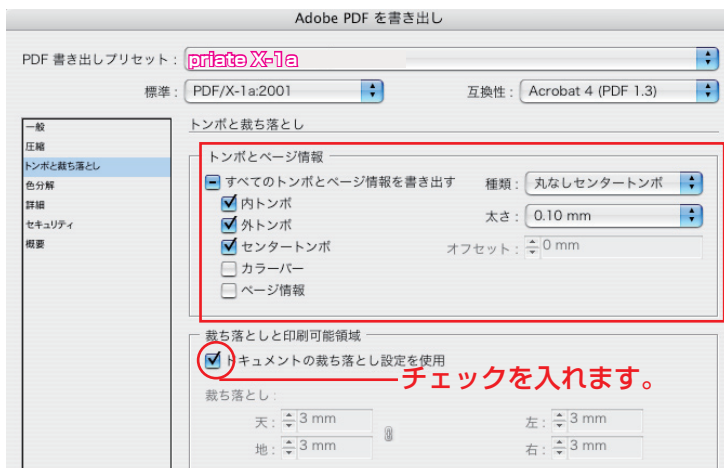 Adobe PDF を書き出し
PDF 書き出しプリセット : priate X-1a
標準 : PDF/X-1a:2001 互換性 : Acrobat 4 (PDF 1.3)
一般
圧縮
トンボと裁ち落とし
色分解
詳細
セキュリティ
概要
トンボと裁ち落とし
トンボとページ情報
すべてのトンボとページ情報を書き出す 種類 : 丸なしセンタートンボ
内トンボ
外トンボ 太さ : 0.10 mm
センタートンボ オフセット : 0 mm
カラーバー
ページ情報
裁ち落としと印刷可能領域
ドキュメントの裁ち落とし設定を使用
チェックを入れます。
裁ち落とし :
天 : 3 mm 左 : 3 mm
地 : 3 mm 右 : 3 mm